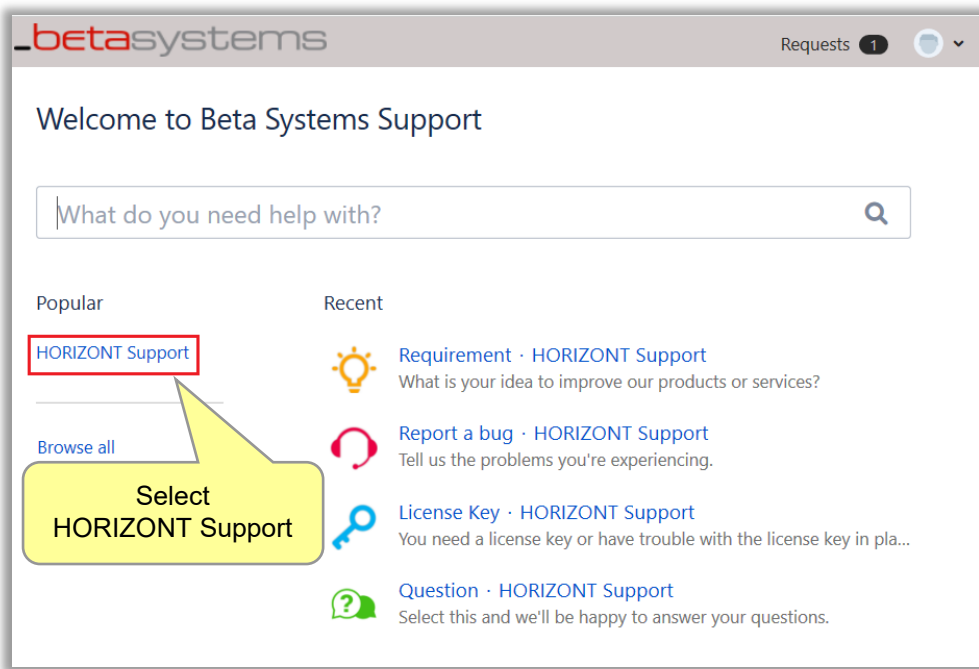 _betasystems
Requests 1
Welcome to Beta Systems Support
What do you need help with?
Popular
HORIZONT Support
Browse all
Select
HORIZONT Support
Recent
Requirement · HORIZONT Support
What is your idea to improve our products or services?
Report a bug · HORIZONT Support
Tell us the problems you're experiencing.
License Key · HORIZONT Support
You need a license key or have trouble with the license key in pla...
Question · HORIZONT Support
Select this and we'll be happy to answer your questions.